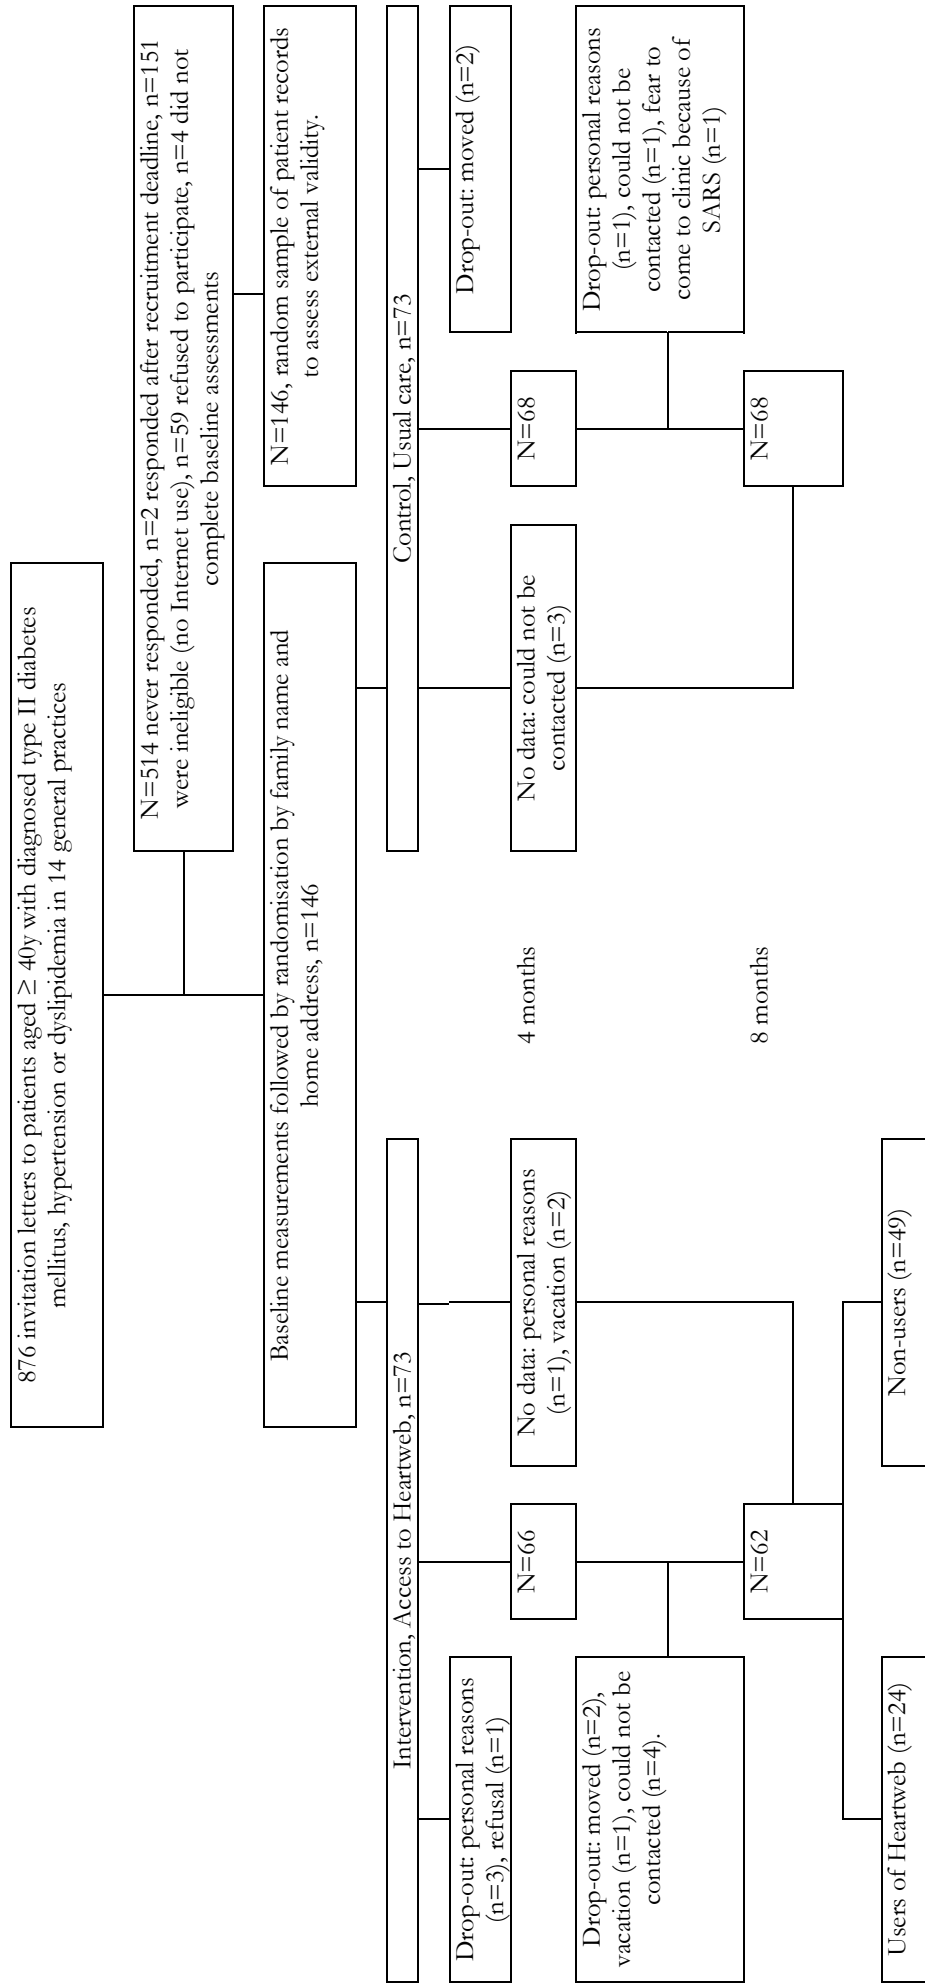 876 invitation letters to patients aged ≥ 40y with diagnosed type II diabetes
mellitus, hypertension or dyslipidemia in 14 general practices
N=514 never responded, n=2 responded after recruitment deadline, n=151
were ineligible (no Internet use), n=59 refused to participate, n=4 did not
complete baseline assessments
Baseline measurements followed by randomisation by family name and
home address, n=146
N=146, random sample of patient records
to assess external validity.
Intervention, Access to Heartweb, n=73
Control, Usual care, n=73
Drop-out: personal reasons
(n=3), refusal (n=1)
Drop-out: moved (n=2)
N=66
No data: personal reasons
(n=1), vacation (n=2)
4 months
No data: could not be
contacted (n=3)
N=68
Drop-out: moved (n=2),
vacation (n=1), could not be
contacted (n=4).
Drop-out: personal reasons
(n=1), could not be
contacted (n=1), fear to
come to clinic because of
SARS (n=1)
N=62
8 months
N=68
Users of Heartweb (n=24)
Non-users (n=49)